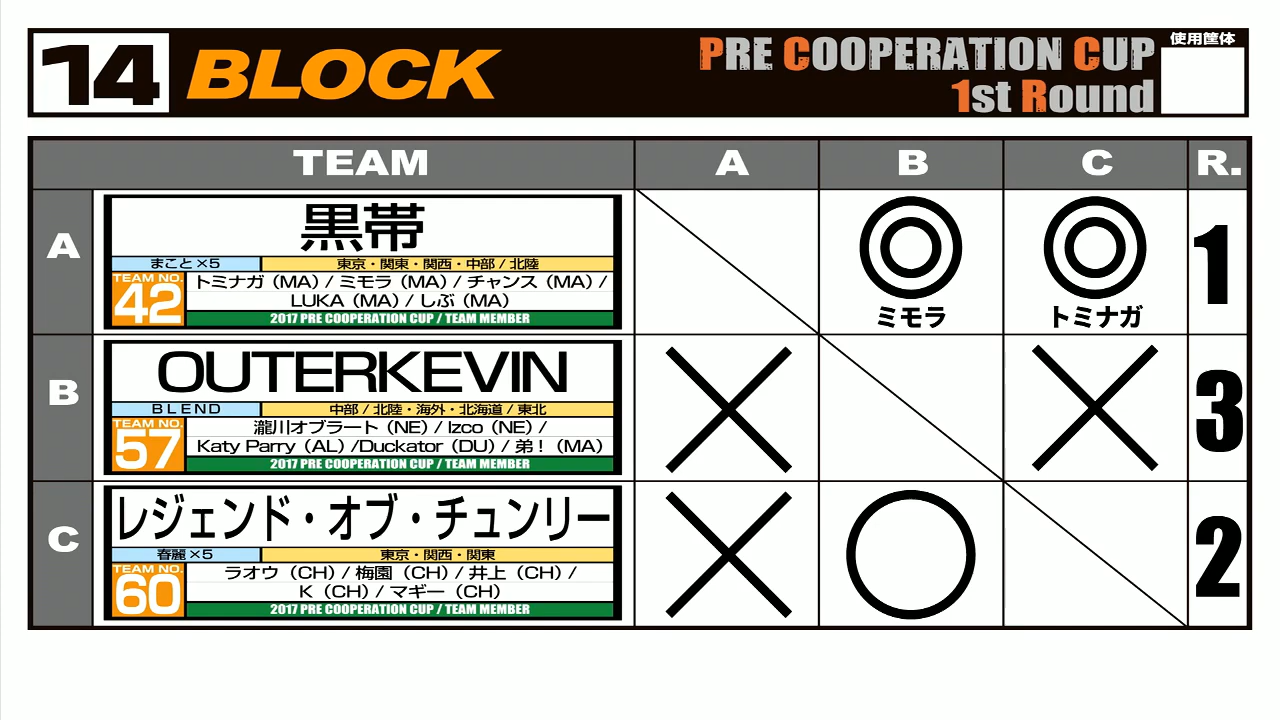 14 BLOCK
PRE COOPERATION CUP
1st Round
使用筐体
TEAM A B C R.
A
黒帯
まこと×5 東京・関東・関西・中部/北陸
TEAM NO.
42
トミナガ(MA)/ミモラ(MA)/チャンス(MA)/
LUKA(MA)/しぶ(MA)
2017 PRE COOPERATION CUP / TEAM MEMBER
◎ ◎
ミモラ トミナガ
1
B
OUTERKEVIN
BLEND 中部/北陸・海外・北海道/東北
TEAM NO.
57
瀧川オブラート(NE)/Izco(NE)/
Katy Parry(AL)/Duckator(DU)/弟!(MA)
2017 PRE COOPERATION CUP / TEAM MEMBER
× ×
3
C
レジェンド・オブ・チュンリー
春麗×5 東京・関西・関東
TEAM NO.
60
ラオウ(CH)/梅園(CH)/井上(CH)/
K(CH)/マギー(CH)
2017 PRE COOPERATION CUP / TEAM MEMBER
× ○
2